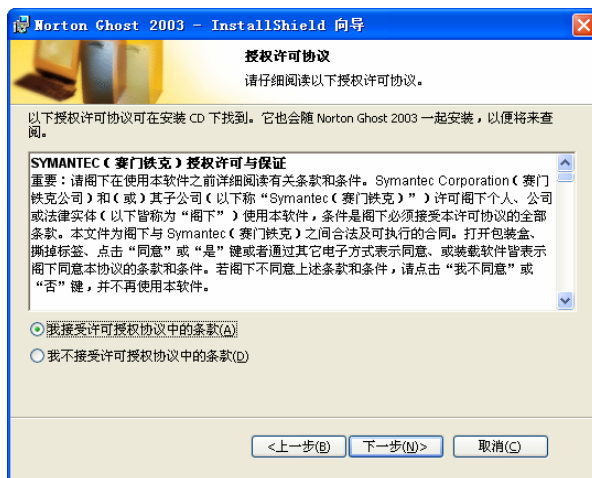 Norton Ghost 2003 - InstallShield 向导
授权许可协议
请仔细阅读以下授权许可协议。
以下授权许可协议可在安装 CD 下找到。它也会随 Norton Ghost 2003 一起安装，以便将来查
阅。
SYMANTEC（赛门铁克）授权许可与保证
重要：请阁下在使用本软件之前详细阅读有关条款和条件。Symantec Corporation（赛门
铁克公司）和（或）其子公司（以下称“Symantec（赛门铁克）”）许可阁下个人、公司
或法律实体（以下皆称为“阁下”）使用本软件，条件是阁下必须接受本许可协议的全部
条款。本文件为阁下与 Symantec（赛门铁克）之间合法及可执行的合同。打开包装盒、
撕掉标签、点击“同意”或“是”键或者通过其它电子方式表示同意、或装载软件皆表示
阁下同意本协议的条款和条件。若阁下不同意上述条款和条件，请点击“我不同意”或
“否”键，并不再使用本软件。
我接受许可授权协议中的条款(A)
我不接受许可授权协议中的条款(D)
<上一步(B) 下一步(N)> 取消(C)